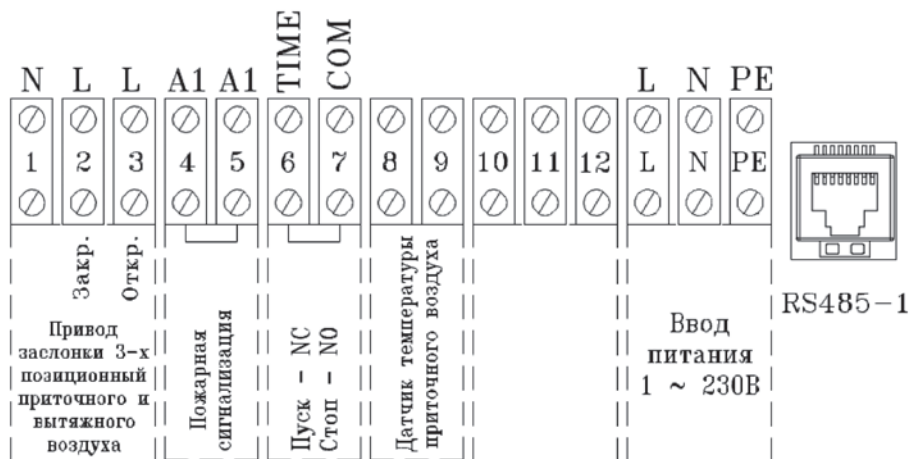 N L L A1 A1 TIME COM L N PE
1 2 3 4 5 6 7 8 9 10 11 12 L N PE
Закр.
Откр.
Привод
заслонки 3-х
позиционный
приточного и
вытяжного
воздуха
Пожарная
сигнализация
Пуск - NC
Стоп - NO
Датчик температуры
приточного воздуха
Ввод
питания
1 ~ 230В
RS485-1